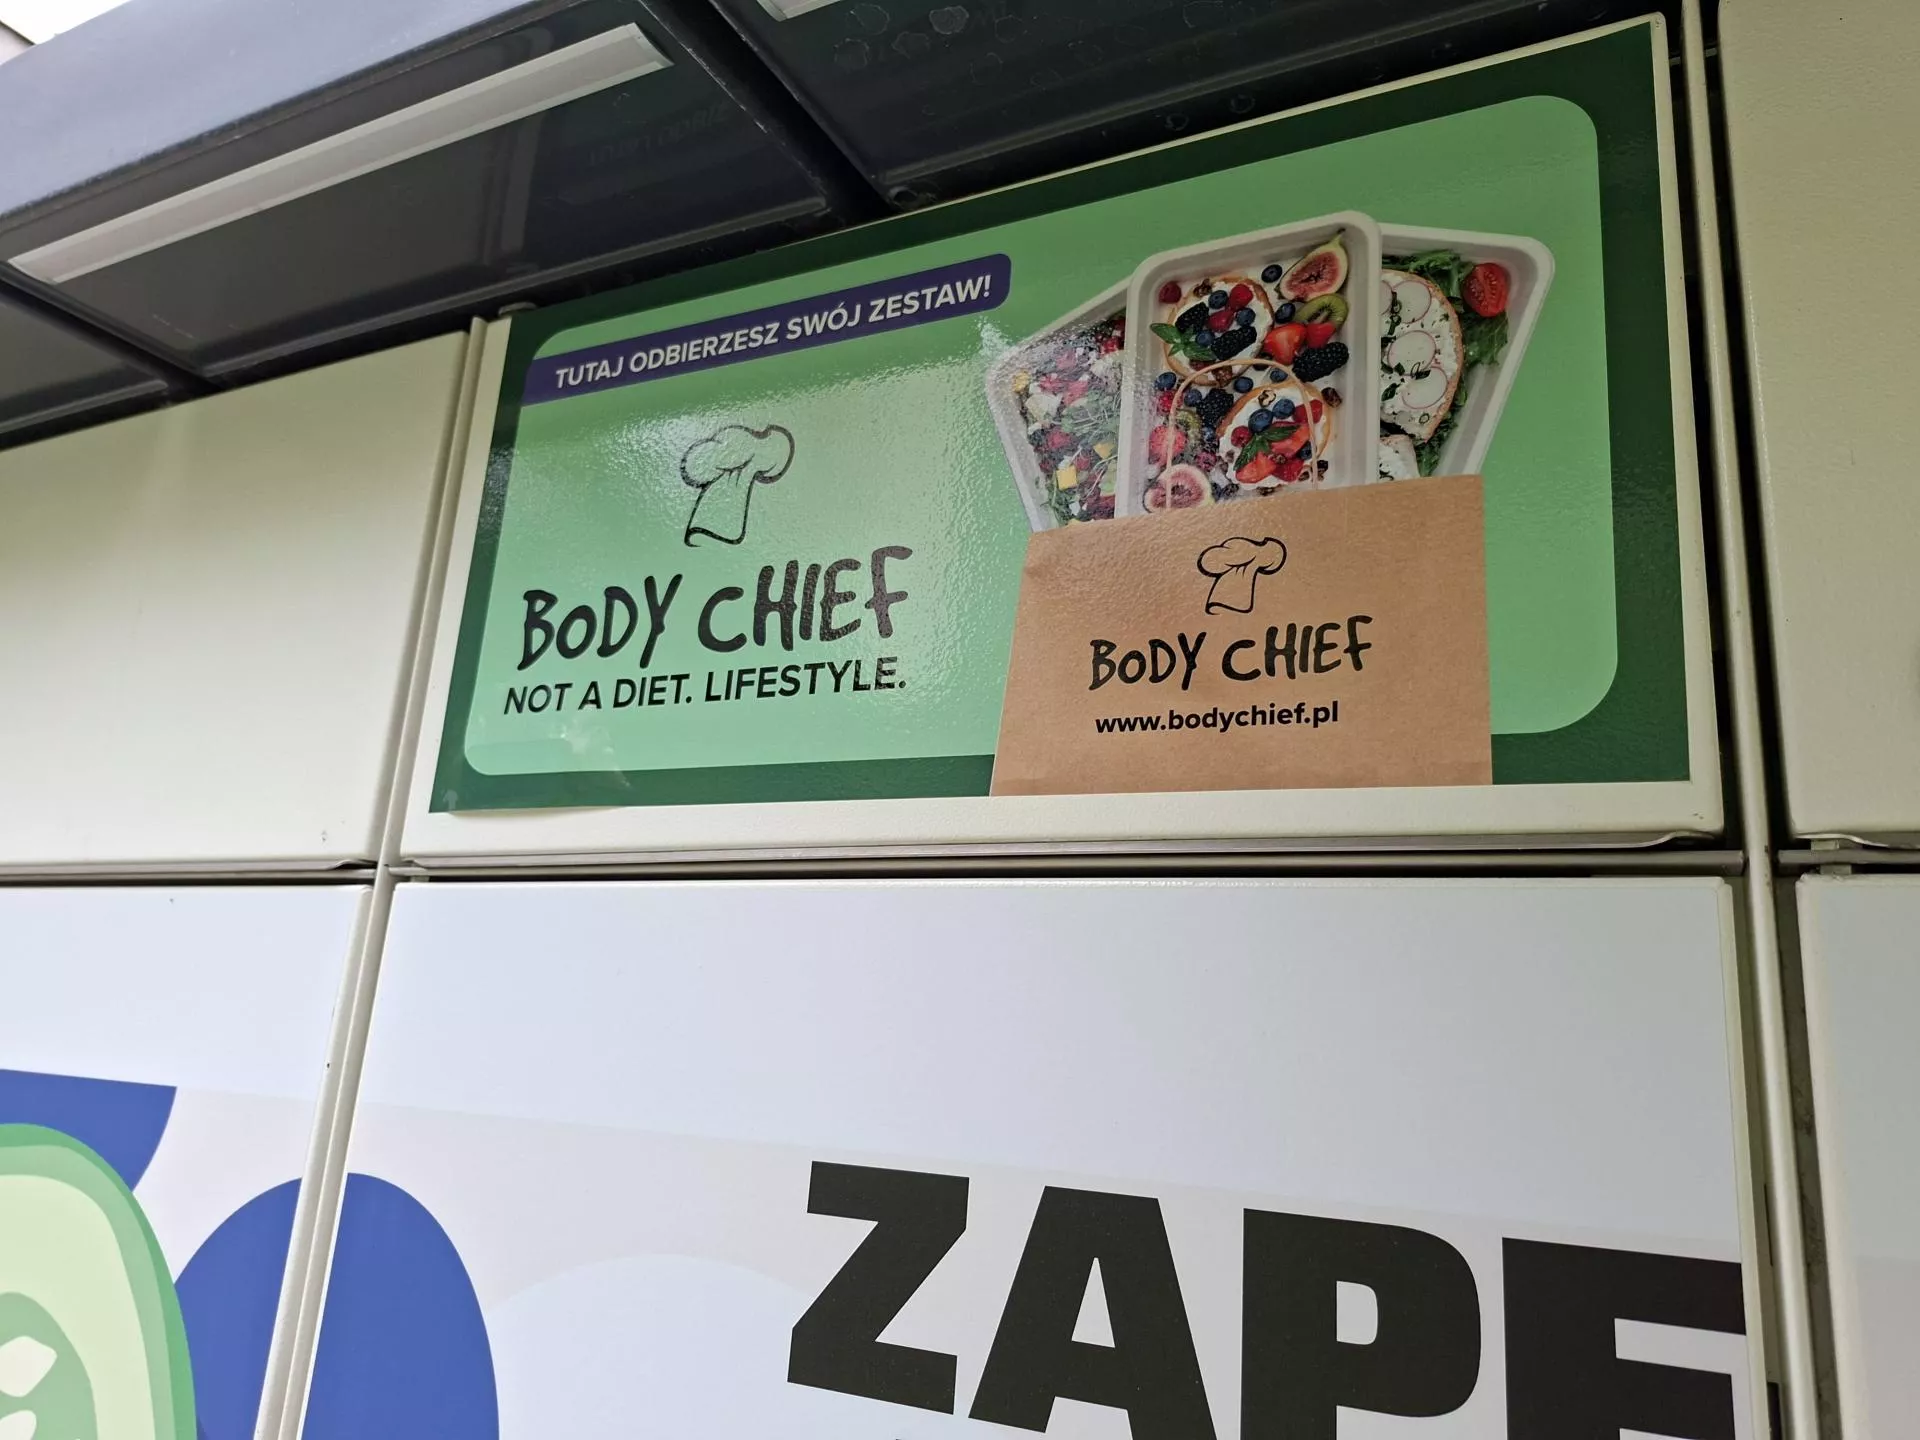 TUTAJ ODBIERZESZ SWÓJ ZESTAW!
BODY CHIEF
NOT A DIET. LIFESTYLE.
BODY CHIEF
www.bodychief.pl
ZAPE